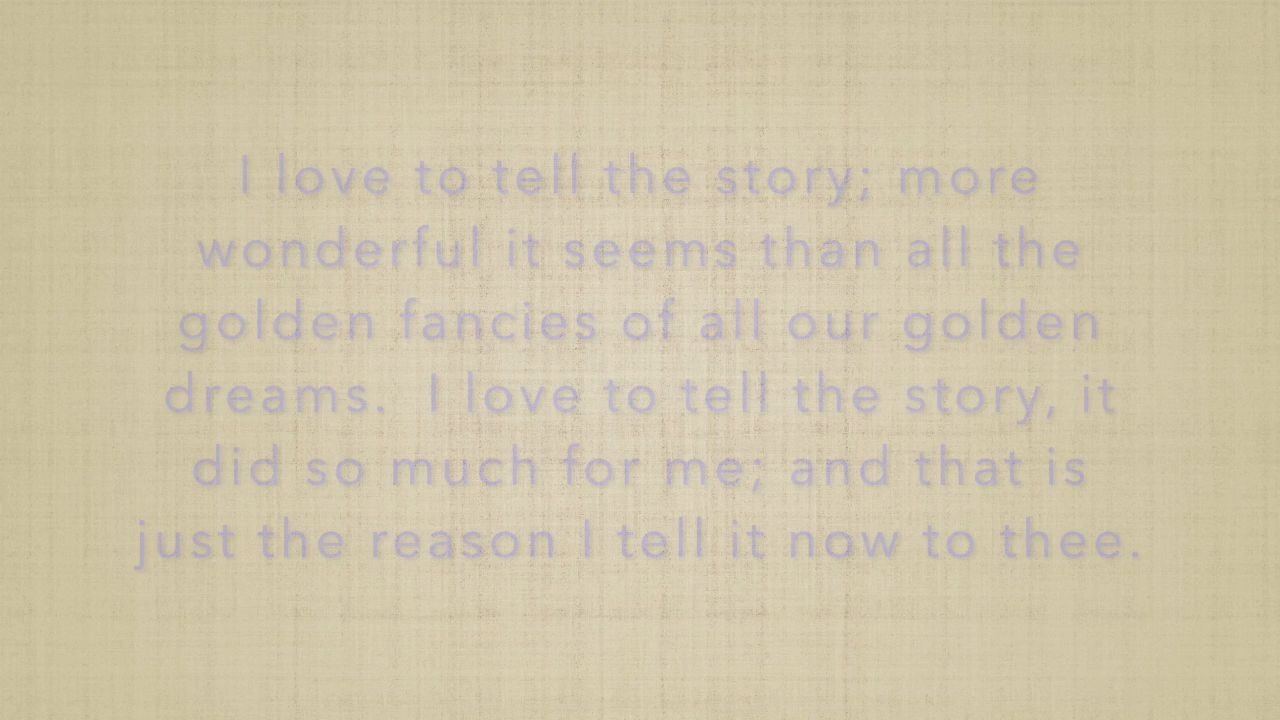 I love to tell the story; more
wonderful it seems than all the
golden fancies of all our golden
dreams.  I love to tell the story, it
did so much for me; and that is
just the reason I tell it now to thee.